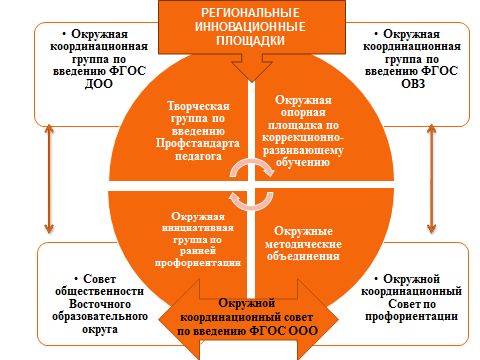 РЕГИОНАЛЬНЫЕ
ИННОВАЦИОННЫЕ
ПЛОЩАДКИ
• Окружная
координационная
группа по
введению ФГОС
ДОО
• Окружная
координационная
группа по
введению ФГОС
ОВЗ
Творческая
группа по
введению
Профстандарта
педагога
Окружная
опорная
площадка по
коррекционно-
развивающему
обучению
Окружная
инициативная
группа по
ранней
профориентации
Окружные
методические
объединения
• Совет
общественности
Восточного
образовательного
округа
• Окружной
координационный
Совет по
профориентации
Окружной
координационный совет
по введению ФГОС ООО